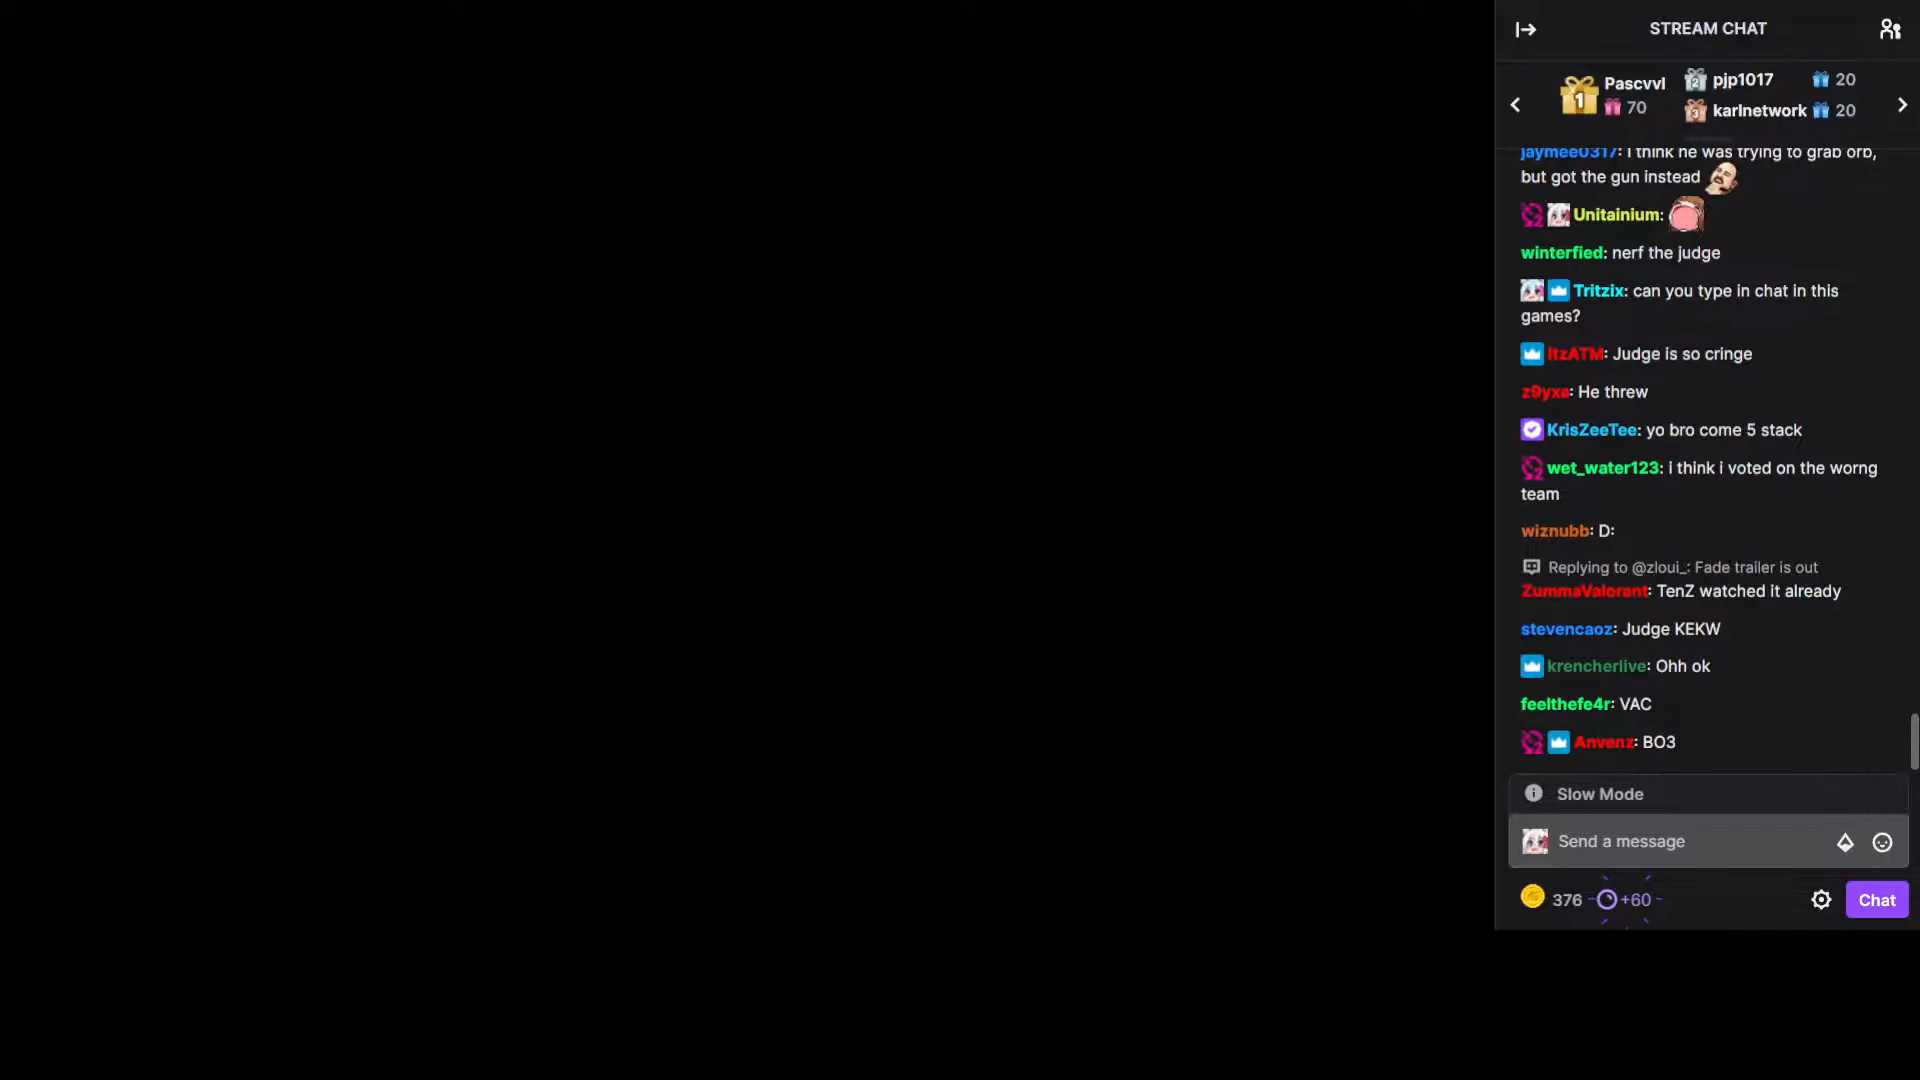 STREAM CHAT
1 Pascvvl
70
2 pjp1017 20
3 karlnetwork 20
jaymee0317: I think he was trying to grab orb,
but got the gun instead
Unitainium:
winterfied: nerf the judge
Tritzix: can you type in chat in this
games?
ItzATM: Judge is so cringe
z9yxa: He threw
KrisZeeTee: yo bro come 5 stack
wet_water123: i think i voted on the worng
team
wiznubb: D:
Replying to @zloui_: Fade trailer is out
ZummaValorant: TenZ watched it already
stevencaoz: Judge KEKW
krencherlive: Ohh ok
feelthefe4r: VAC
Anvenz: BO3
Slow Mode
Send a message
376 +60
Chat